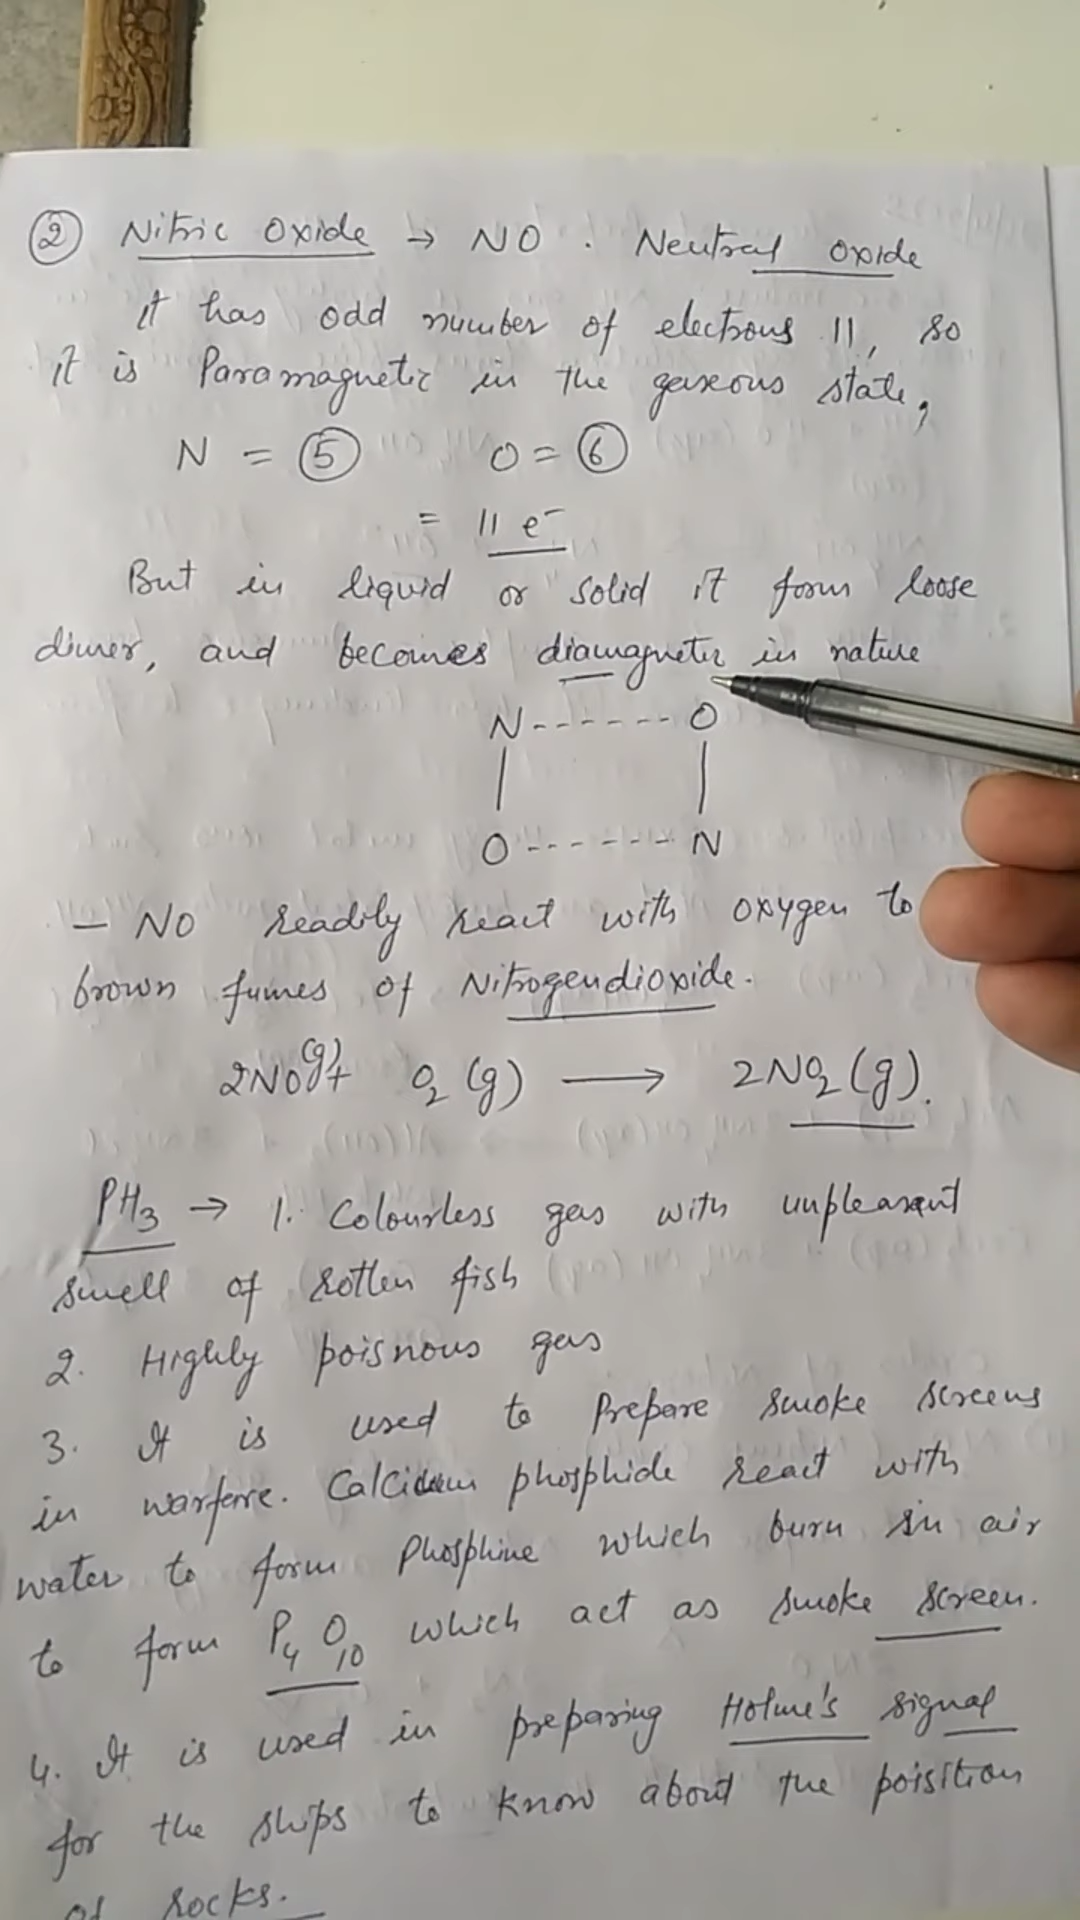 ② Nitric Oxide → NO . Neutral oxide
it has odd number of electrons 11, so
it is Paramagnetic in the gaseous state,
N = ⑤ O = ⑥
= 11 e⁻
But in liquid or solid it form loose
dimer, and becomes diamagnetic in nature
N ------ O
| |
O ------ N
— NO readily react with oxygen to
brown fumes of Nitrogendioxide.
2NO(g) + O₂ (g) ⟶ 2NO₂ (g).
PH₃ → 1. Colourless gas with unpleasent
smell of rotten fish
2. Highly poisnous gas
3. It is used to Prepare smoke screens
in warferre. Calcium phosphide react with
water to form Phosphine which burn in air
to form P₄ O₁₀ which act as smoke screen.
4. It is used in preparing Holme's signal
for the ships to know about the poisition
of rocks.